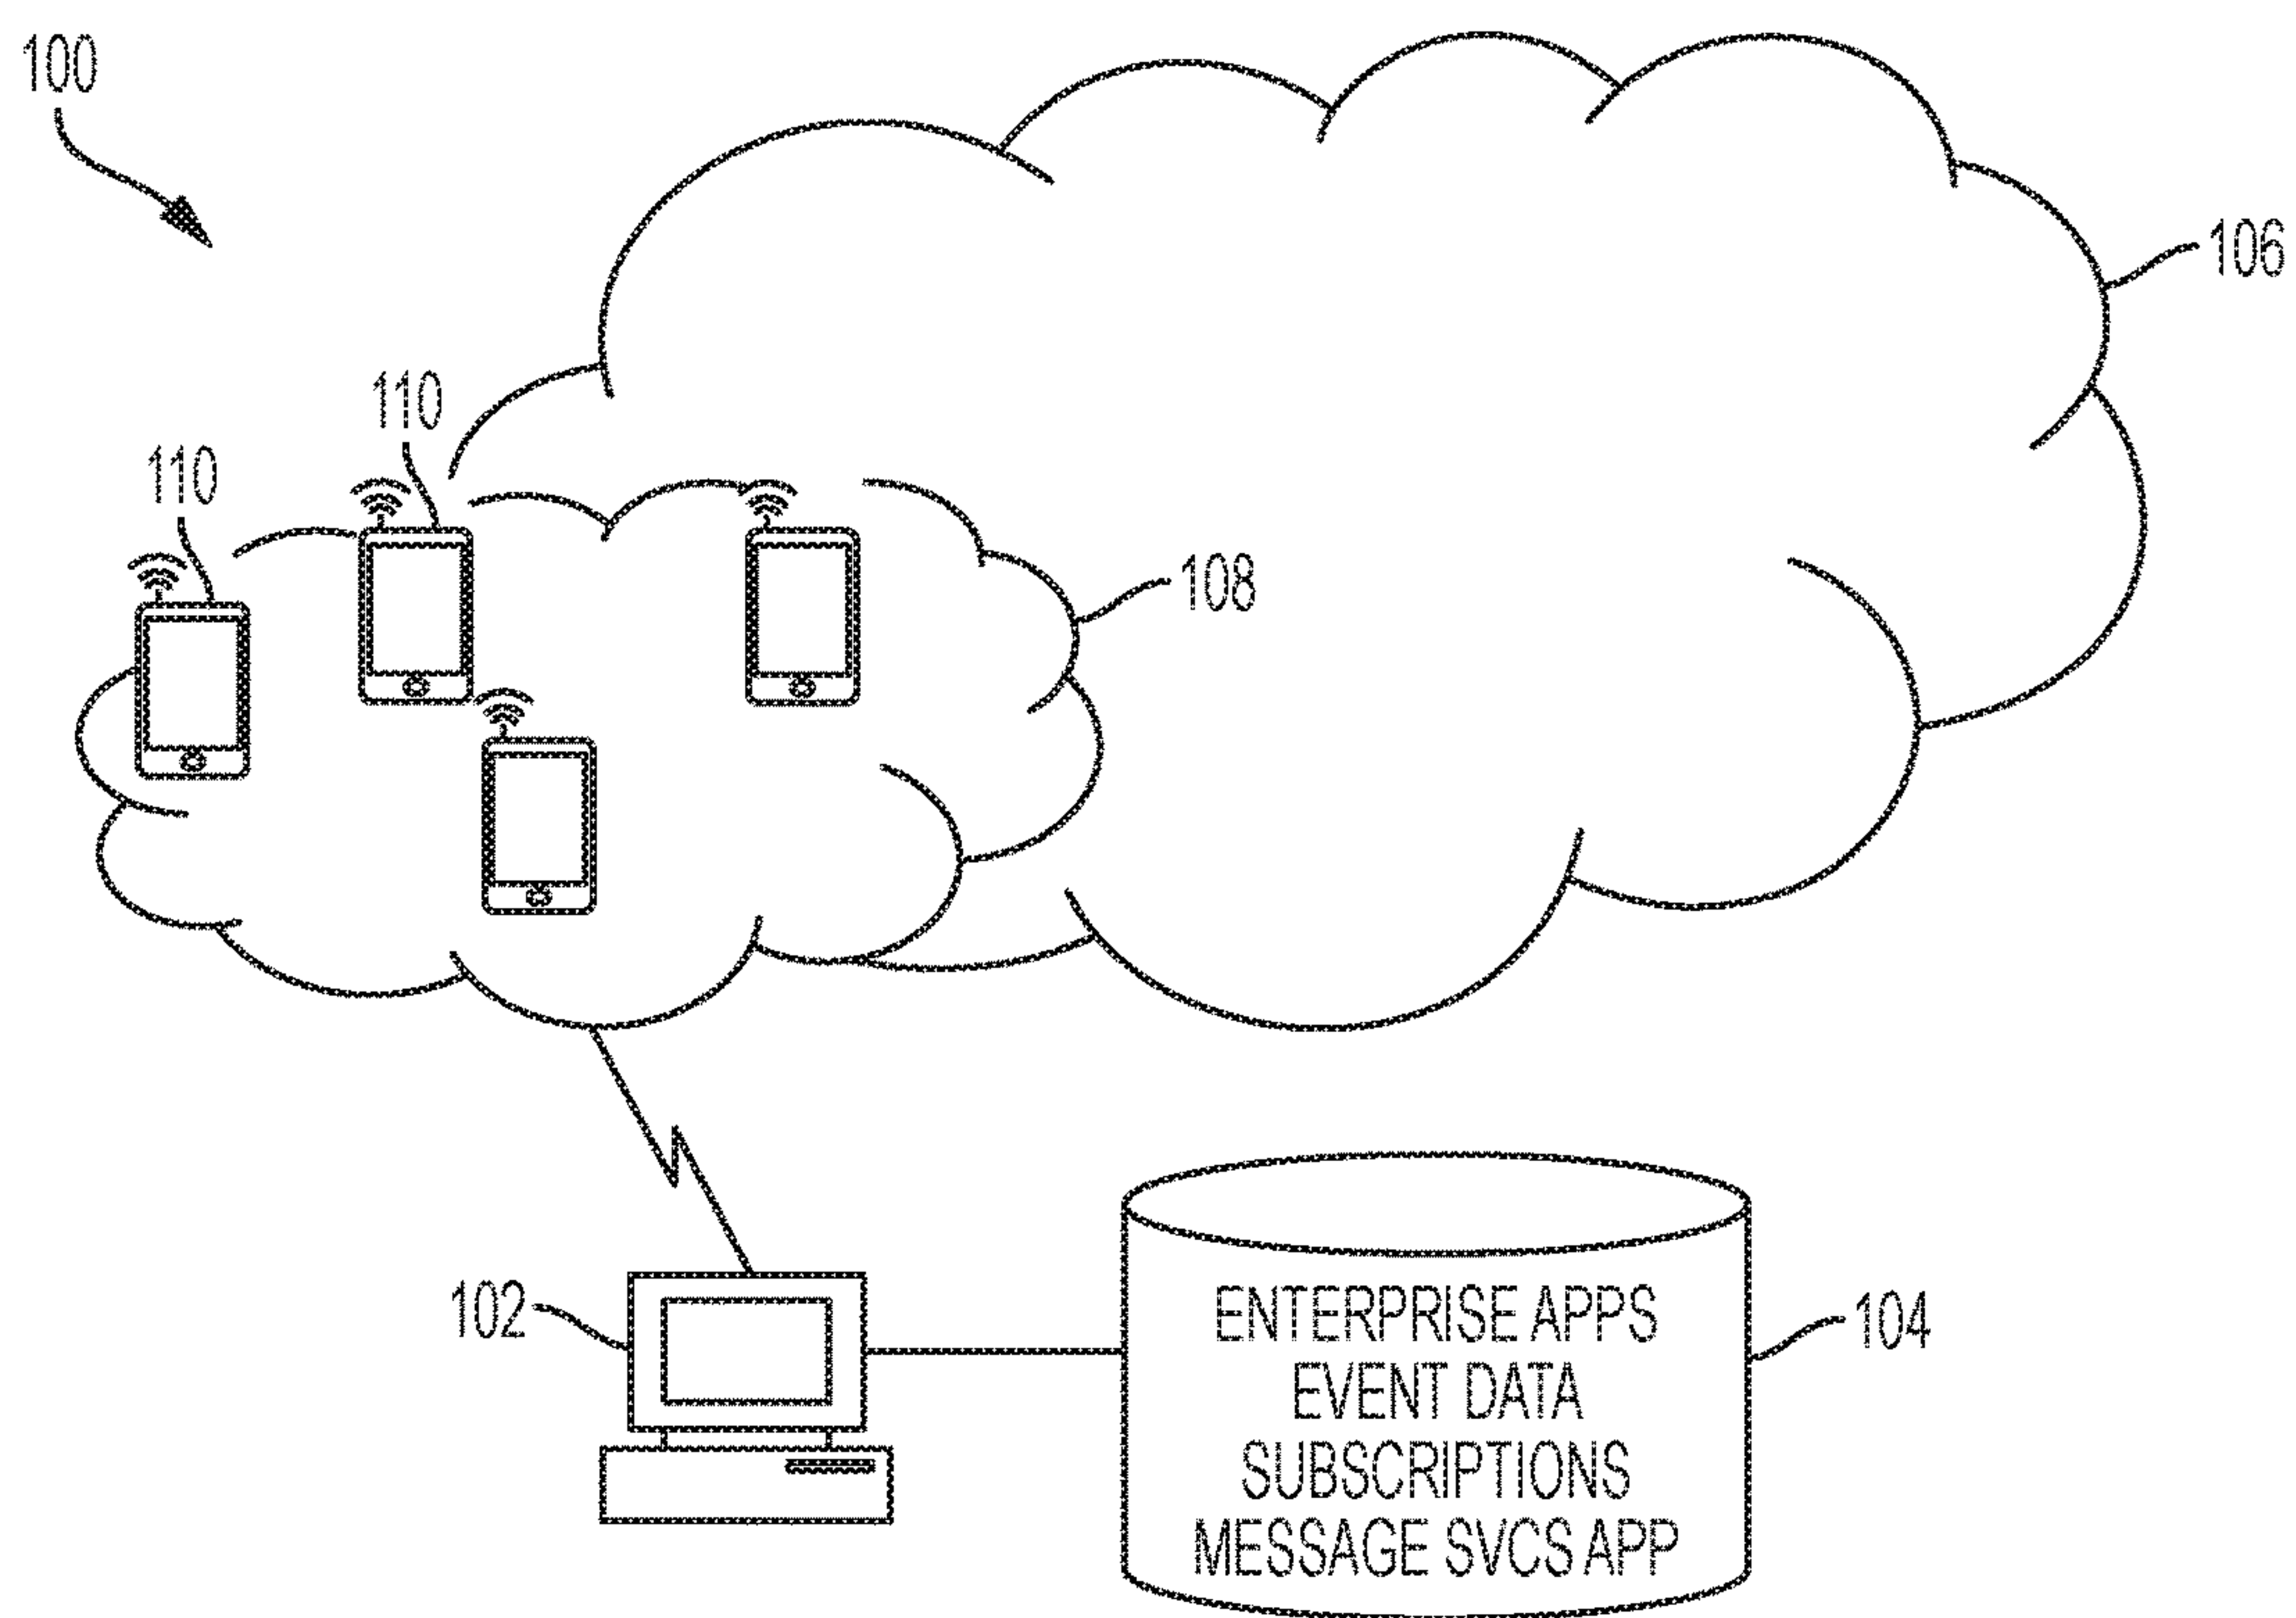 100
106
110
110
108
102
ENTERPRISE APPS
EVENT DATA
SUBSCRIPTIONS
MESSAGE SVCS APP
104